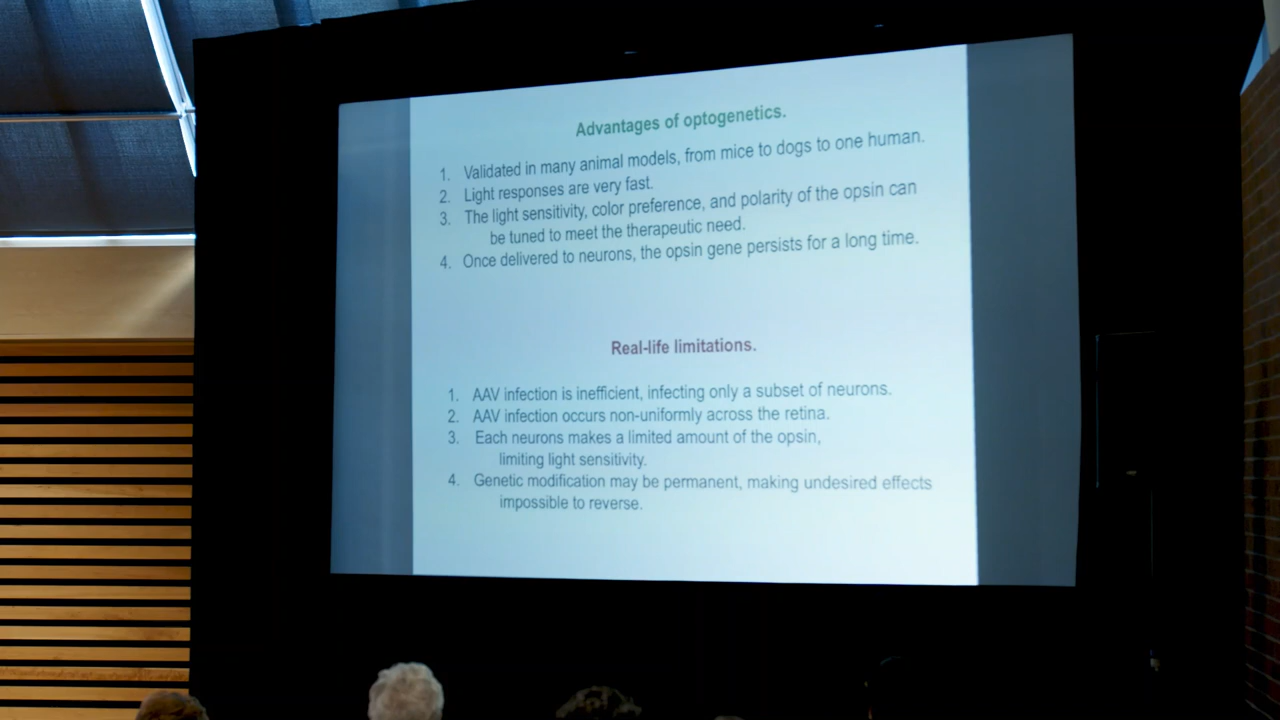 Advantages of optogenetics.
1. Validated in many animal models, from mice to dogs to one human.
2. Light responses are very fast.
3. The light sensitivity, color preference, and polarity of the opsin can
be tuned to meet the therapeutic need.
4. Once delivered to neurons, the opsin gene persists for a long time.
Real-life limitations.
1. AAV infection is inefficient, infecting only a subset of neurons.
2. AAV infection occurs non-uniformly across the retina.
3. Each neurons makes a limited amount of the opsin,
limiting light sensitivity.
4. Genetic modification may be permanent, making undesired effects
impossible to reverse.